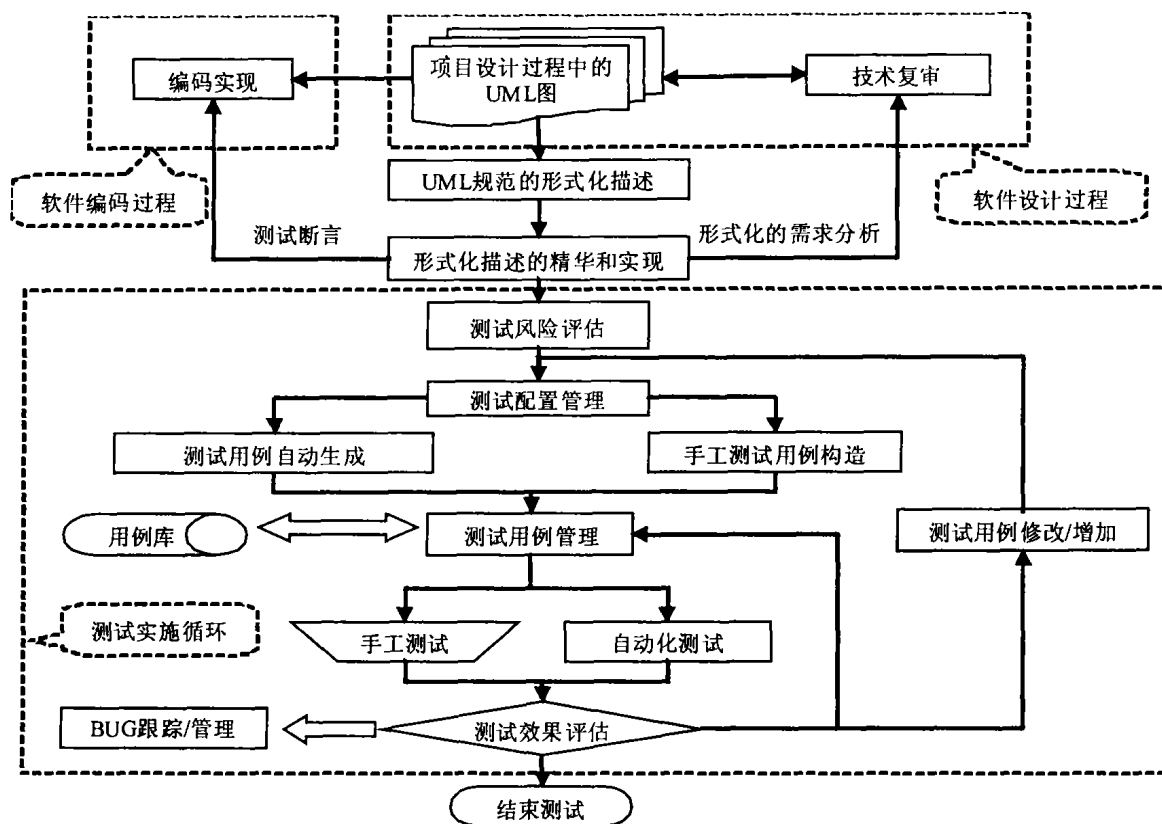 项目设计过程中的
UML图
编码实现
技术复审
软件编码过程
UML规范的形式化描述
软件设计过程
测试断言
形式化的需求分析
形式化描述的精华和实现
测试风险评估
测试配置管理
测试用例自动生成
手工测试用例构造
用例库
测试用例管理
测试用例修改/增加
测试实施循环
手工测试
自动化测试
BUG跟踪/管理
测试效果评估
结束测试